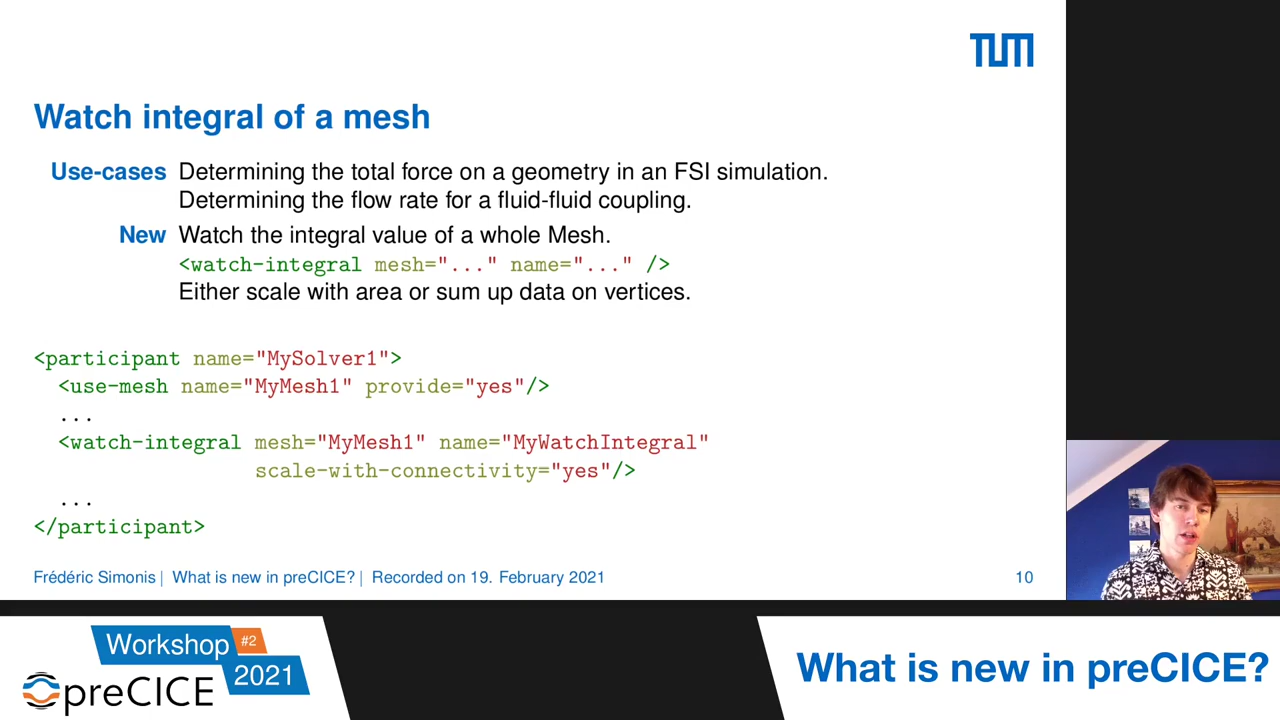 TUM
Watch integral of a mesh
Use-cases Determining the total force on a geometry in an FSI simulation.
Determining the flow rate for a fluid-fluid coupling.
New Watch the integral value of a whole Mesh.
<watch-integral mesh="..." name="..." />
Either scale with area or sum up data on vertices.
<participant name="MySolver1">
<use-mesh name="MyMesh1" provide="yes"/>
...
<watch-integral mesh="MyMesh1" name="MyWatchIntegral"
scale-with-connectivity="yes"/>
...
</participant>
Frédéric Simonis | What is new in preCICE? | Recorded on 19. February 2021 10
Workshop #2
2021
preCICE
What is new in preCICE?